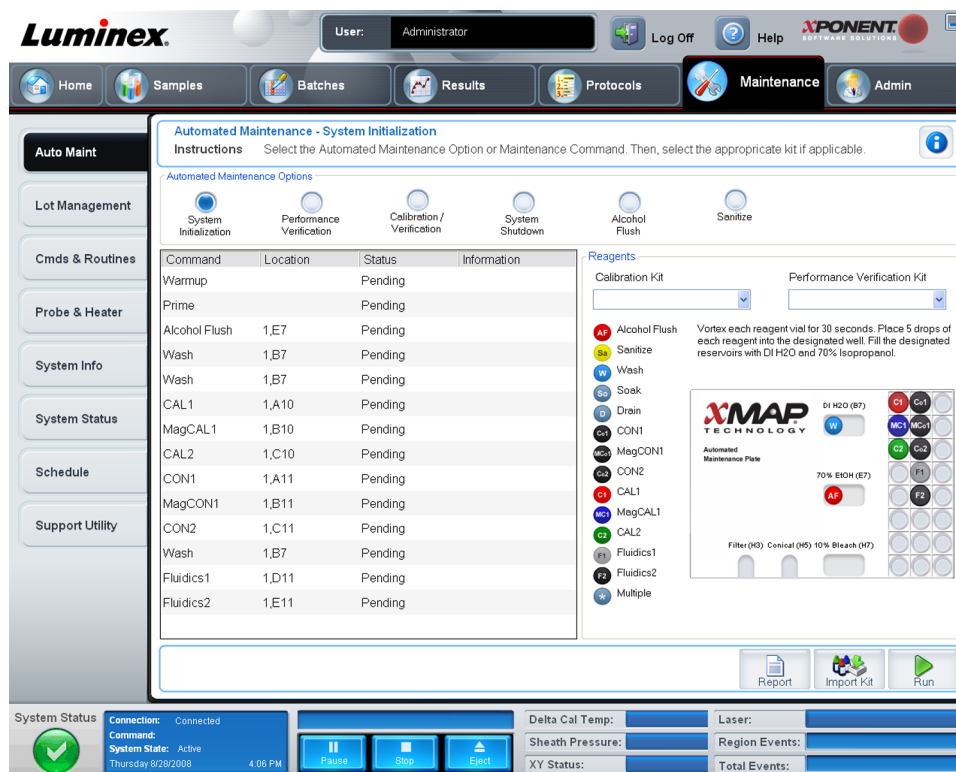 Luminex.
User: Administrator
Log Off
Help
XPONENT.
SOFTWARE SOLUTIONS
Home
Samples
Batches
Results
Protocols
Maintenance
Admin
Auto Maint
Lot Management
Cmds & Routines
Probe & Heater
System Info
System Status
Schedule
Support Utility
Automated Maintenance - System Initialization
Instructions Select the Automated Maintenance Option or Maintenance Command. Then, select the appropricate kit if applicable.
Automated Maintenance Options
System
Initialization
Performance
Verification
Calibration /
Verification
System
Shutdown
Alcohol
Flush
Sanitize
Command Location Status Information
Warmup Pending
Prime Pending
Alcohol Flush 1,E7 Pending
Wash 1,B7 Pending
Wash 1,B7 Pending
CAL1 1,A10 Pending
MagCAL1 1,B10 Pending
CAL2 1,C10 Pending
CON1 1,A11 Pending
MagCON1 1,B11 Pending
CON2 1,C11 Pending
Wash 1,B7 Pending
Fluidics1 1,D11 Pending
Fluidics2 1,E11 Pending
Reagents
Calibration Kit Performance Verification Kit
AF Alcohol Flush
Sa Sanitize
W Wash
So Soak
D Drain
Co1 CON1
MCo1 MagCON1
Co2 CON2
C1 CAL1
MC1 MagCAL1
C2 CAL2
F1 Fluidics1
F2 Fluidics2
* Multiple
Vortex each reagent vial for 30 seconds. Place 5 drops of
each reagent into the designated well. Fill the designated
reservoirs with DI H2O and 70% Isopropanol.
XMAP
TECHNOLOGY
Automated
Maintenance Plate
DI H2O (B7)
W
70% EtOH (E7)
AF
Filter (H3) Conical (H5) 10% Bleach (H7)
C1 Co1
MC1 MCo1
C2 Co2
F1
F2
Report
Import Kit
Run
System Status
Connection: Connected
Command:
System State: Active
Thursday 8/28/2008 4:06 PM
Pause
Stop
Eject
Delta Cal Temp:
Sheath Pressure:
XY Status:
Laser:
Region Events:
Total Events: